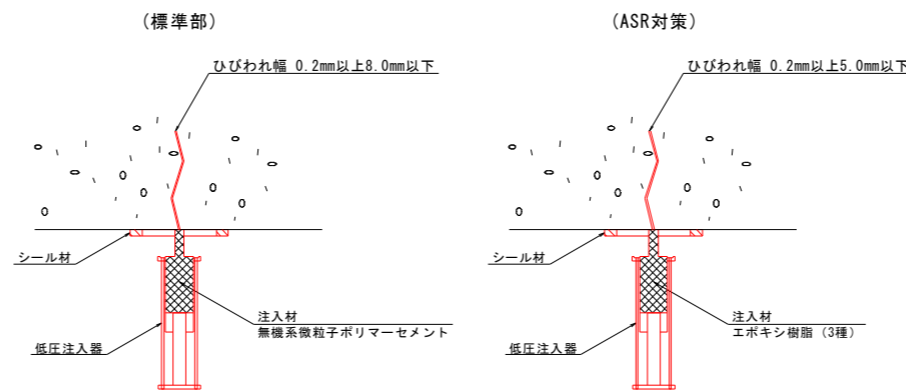 (標準部)
ひびわれ幅 0.2mm以上8.0mm以下
シール材
注入材
無機系微粒子ポリマーセメント
低圧注入器
(ASR対策)
ひびわれ幅 0.2mm以上5.0mm以下
シール材
注入材
エポキシ樹脂 (3種)
低圧注入器